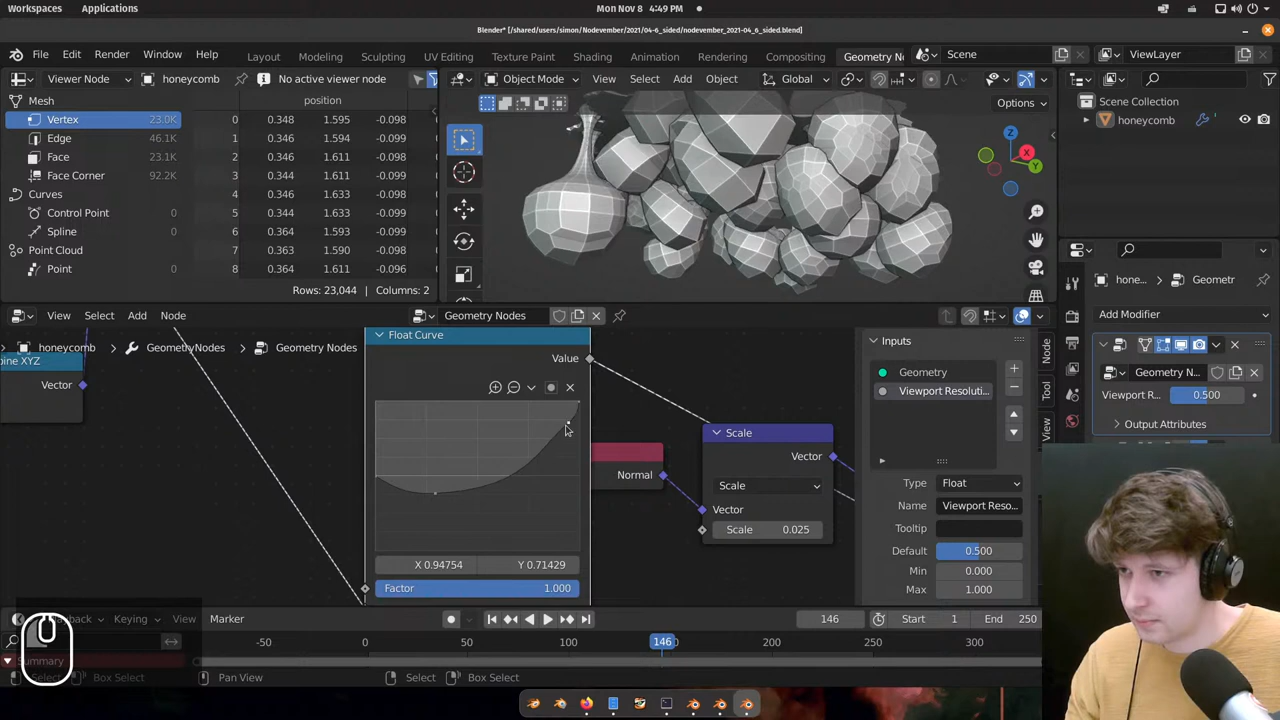 Workspaces Applications Mon Nov 8 4:49 PM
Blender* [/shared/users/simon/Nodevember/2021/04-6_sided/nodevember_2021-04_6_sided.blend]
File Edit Render Window Help Layout Modeling Sculpting UV Editing Texture Paint Shading Animation Rendering Compositing Geometry Nodes Scene ViewLayer
Viewer Node honeycomb No active viewer node Object Mode View Select Add Object Global
Mesh position Options Scene Collection
Vertex 23.0K 0 0.348 1.595 -0.098 honeycomb
Edge 46.1K 1 0.346 1.594 -0.098
Face 23.1K 2 0.346 1.611 -0.098
Face Corner 92.2K 3 0.344 1.611 -0.099
Curves 4 0.346 1.633 -0.098
Control Point 0 5 0.344 1.633 -0.099
Spline 0 6 0.363 1.593 -0.098
Point Cloud 7 0.363 1.590 -0.098
Point 0 8 0.364 1.611 -0.096
Rows: 23,044 | Columns: 2
Z X Y
View Select Add Node Geometry Nodes
honeycomb GeometryNodes Geometry Nodes
Float Curve
Value
Vector
Normal
Scale
Vector
Scale
Vector
Scale 0.025
X 0.94754 Y 0.71429
Factor 1.000
Inputs
Geometry
Viewport Resoluti...
Type Float
Name Viewport Reso...
Tooltip
Default 0.500
Min 0.000
Max 1.000
Node
Tool
View
hone... Geometr...
Add Modifier
Geometry N...
Viewport R... 0.500
Output Attributes
Keying View Marker 146 Start 1 End 250
-50 0 50 100 146 200 250
Summary
Box Select Pan View Select Box Select